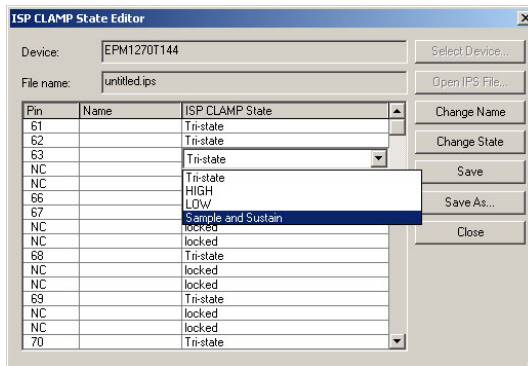 ISP CLAMP State Editor
Device: EPM1270T144 Select Device...
File name: untitled.ips Open IPS File...
Pin Name ISP CLAMP State
61 Tri-state
62 Tri-state
63 Tri-state
NC Tri-state
NC HIGH
66 LOW
67 Sample and Sustain
NC locked
NC locked
68 Tri-state
NC locked
NC locked
69 Tri-state
NC locked
NC locked
70 Tri-state
Change Name
Change State
Save
Save As...
Close